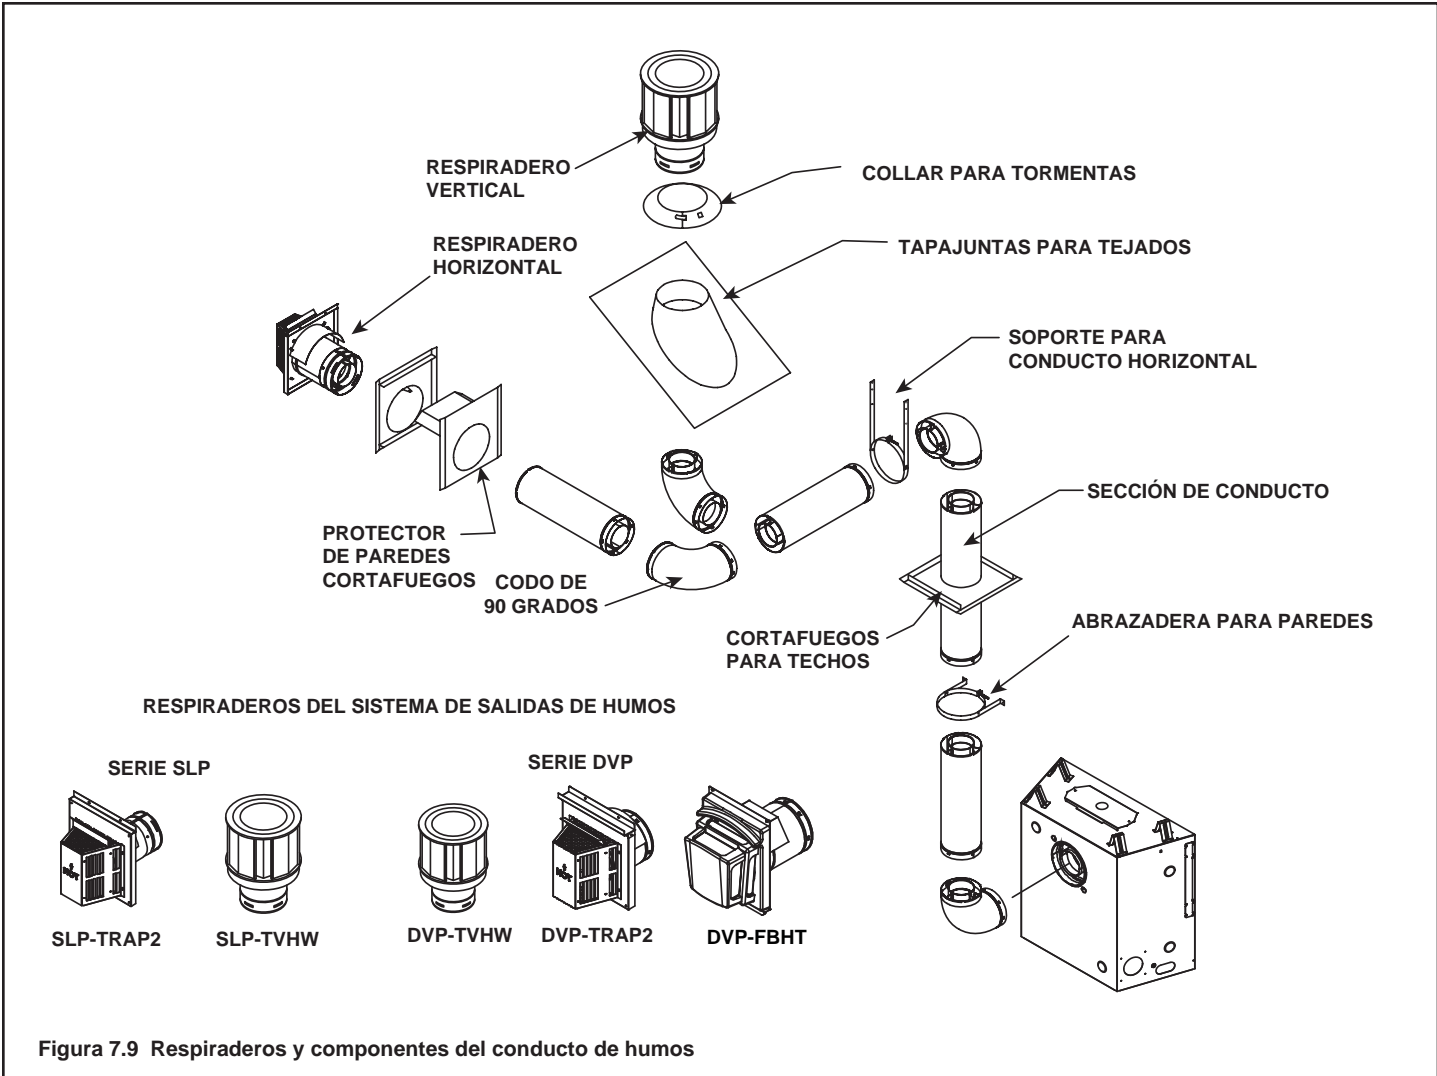 RESPIRADERO
VERTICAL
COLLAR PARA TORMENTAS
RESPIRADERO
HORIZONTAL
TAPAJUNTAS PARA TEJADOS
SOPORTE PARA
CONDUCTO HORIZONTAL
SECCIÓN DE CONDUCTO
PROTECTOR
DE PAREDES
CORTAFUEGOS
CODO DE
90 GRADOS
CORTAFUEGOS
PARA TECHOS
ABRAZADERA PARA PAREDES
RESPIRADEROS DEL SISTEMA DE SALIDAS DE HUMOS
SERIE SLP
SERIE DVP
HOT
HOT
SLP-TRAP2
SLP-TVHW
DVP-TVHW
DVP-TRAP2
DVP-FBHT
Figura 7.9 Respiraderos y componentes del conducto de humos